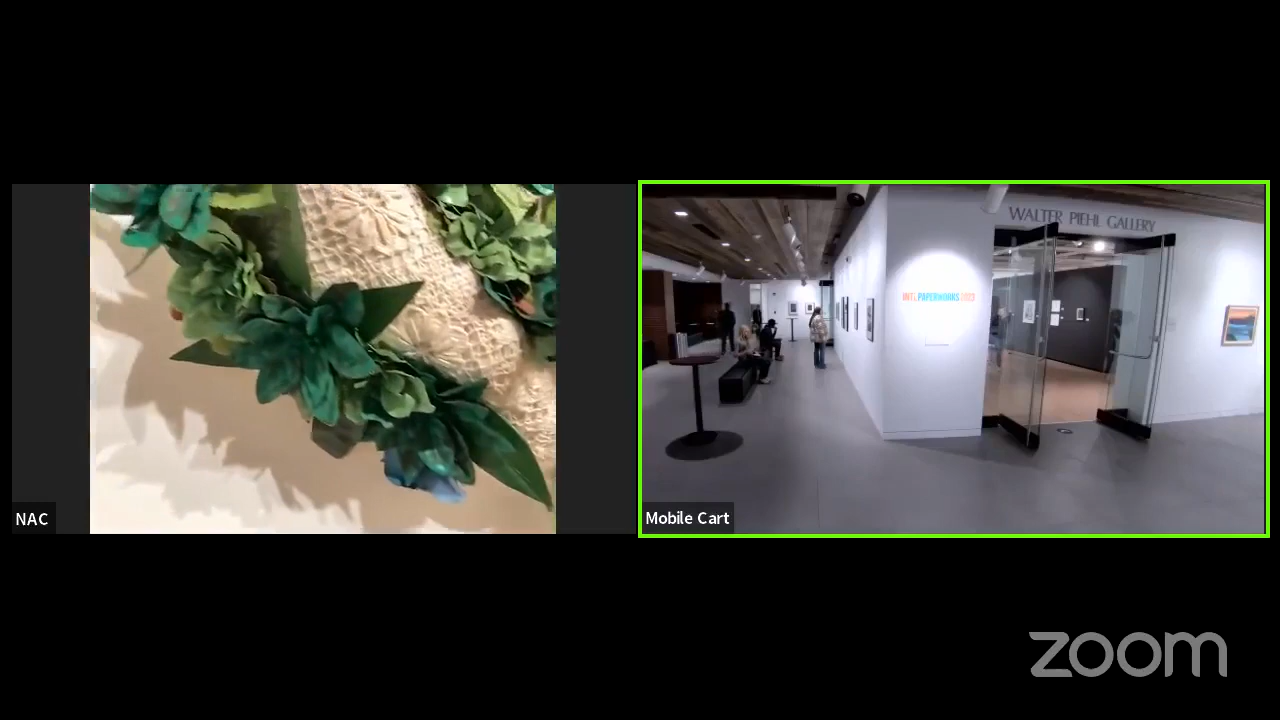 WALTER PIEHL GALLERY
INTL PAPERWORKS 2023
NAC
Mobile Cart
zoom